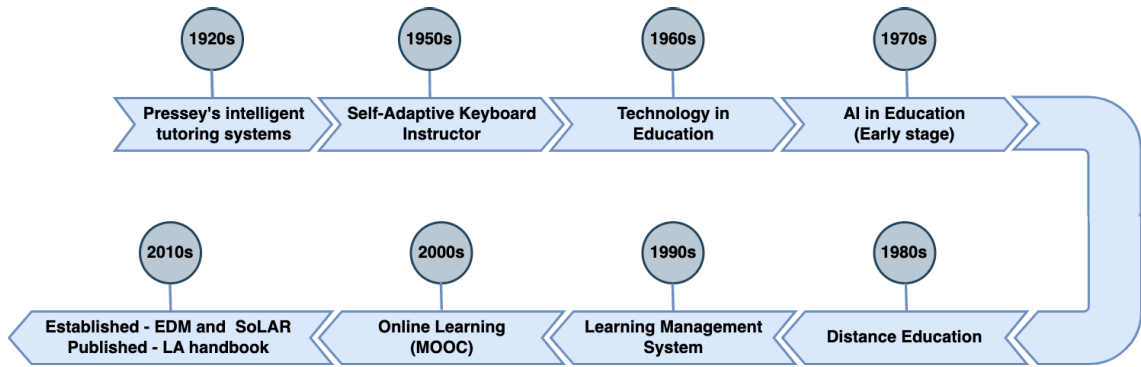 1920s
1950s
1960s
1970s
Pressey's intelligent
tutoring systems
Self-Adaptive Keyboard
Instructor
Technology in
Education
AI in Education
(Early stage)
1980s
Distance Education
1990s
Learning Management
System
2000s
Online Learning
(MOOC)
2010s
Established - EDM and SoLAR
Published - LA handbook